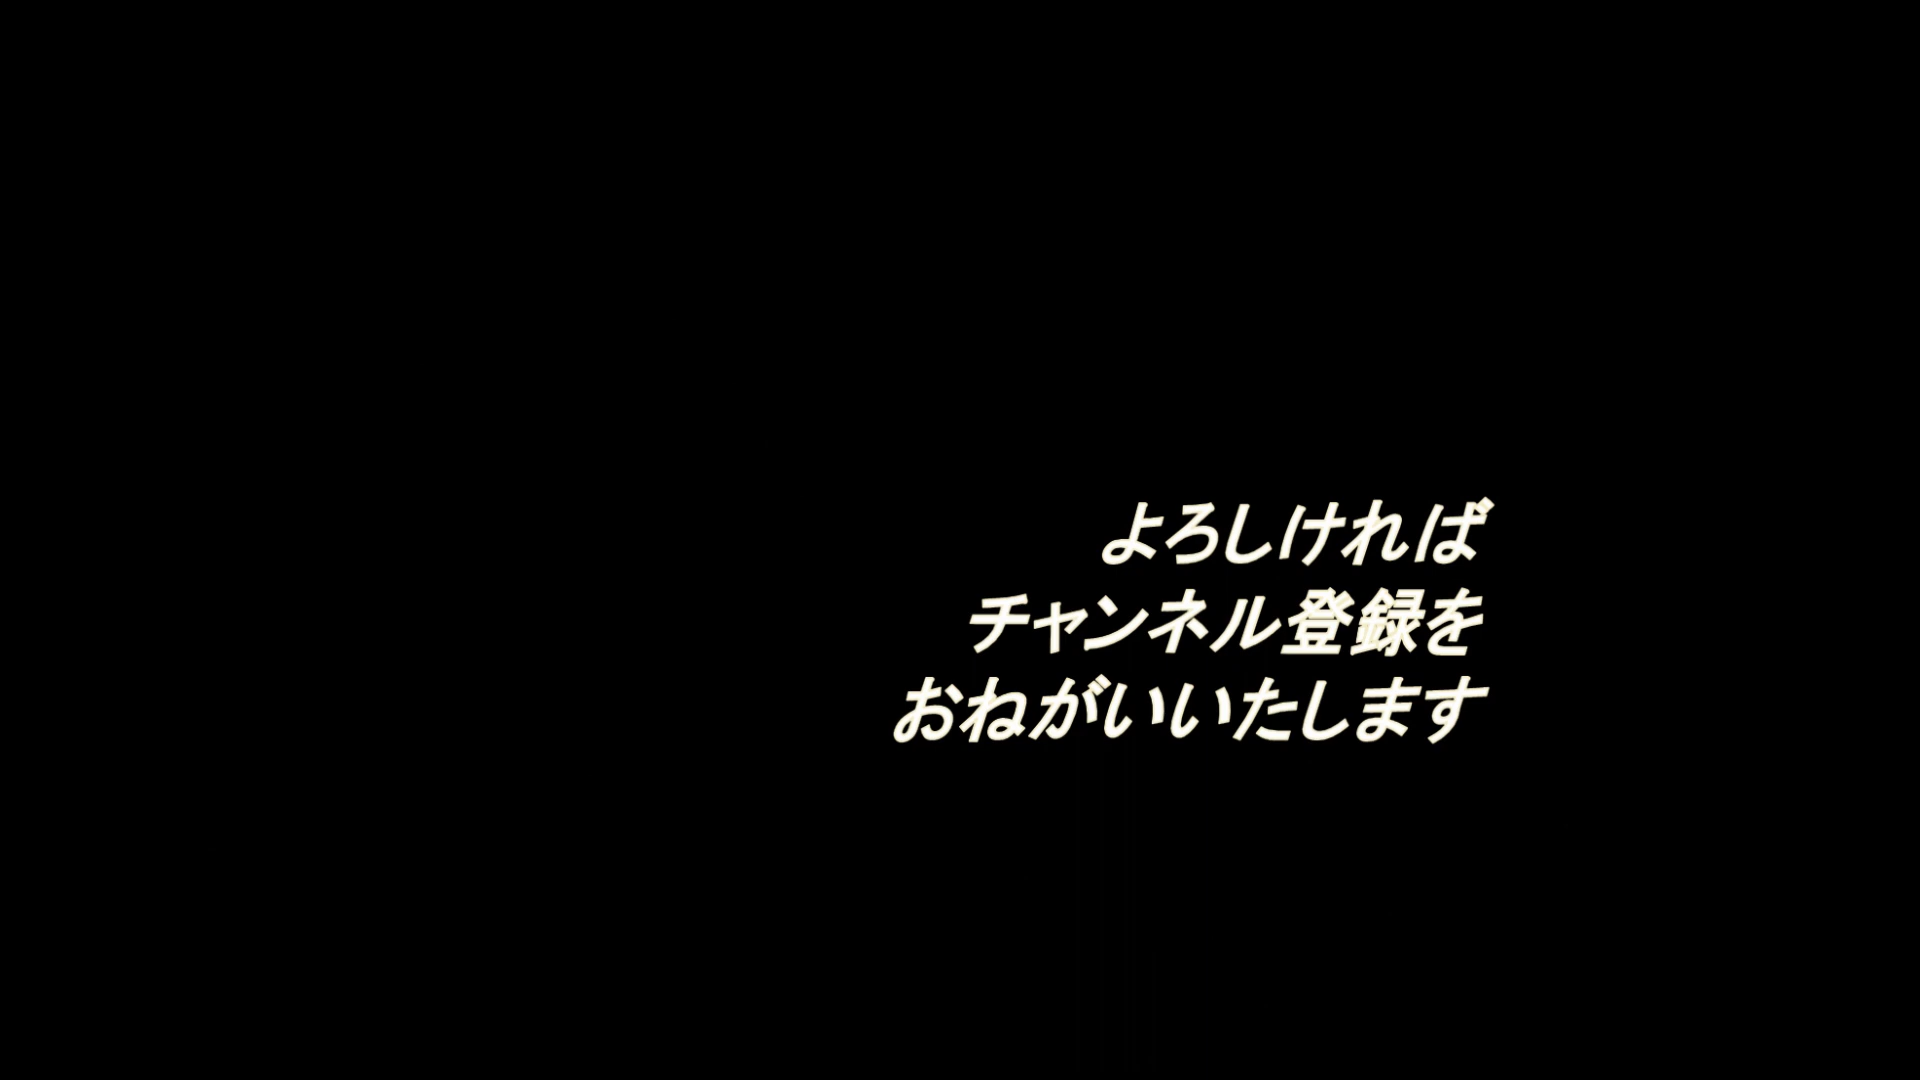 よろしければ
チャンネル登録を
おねがいいたします